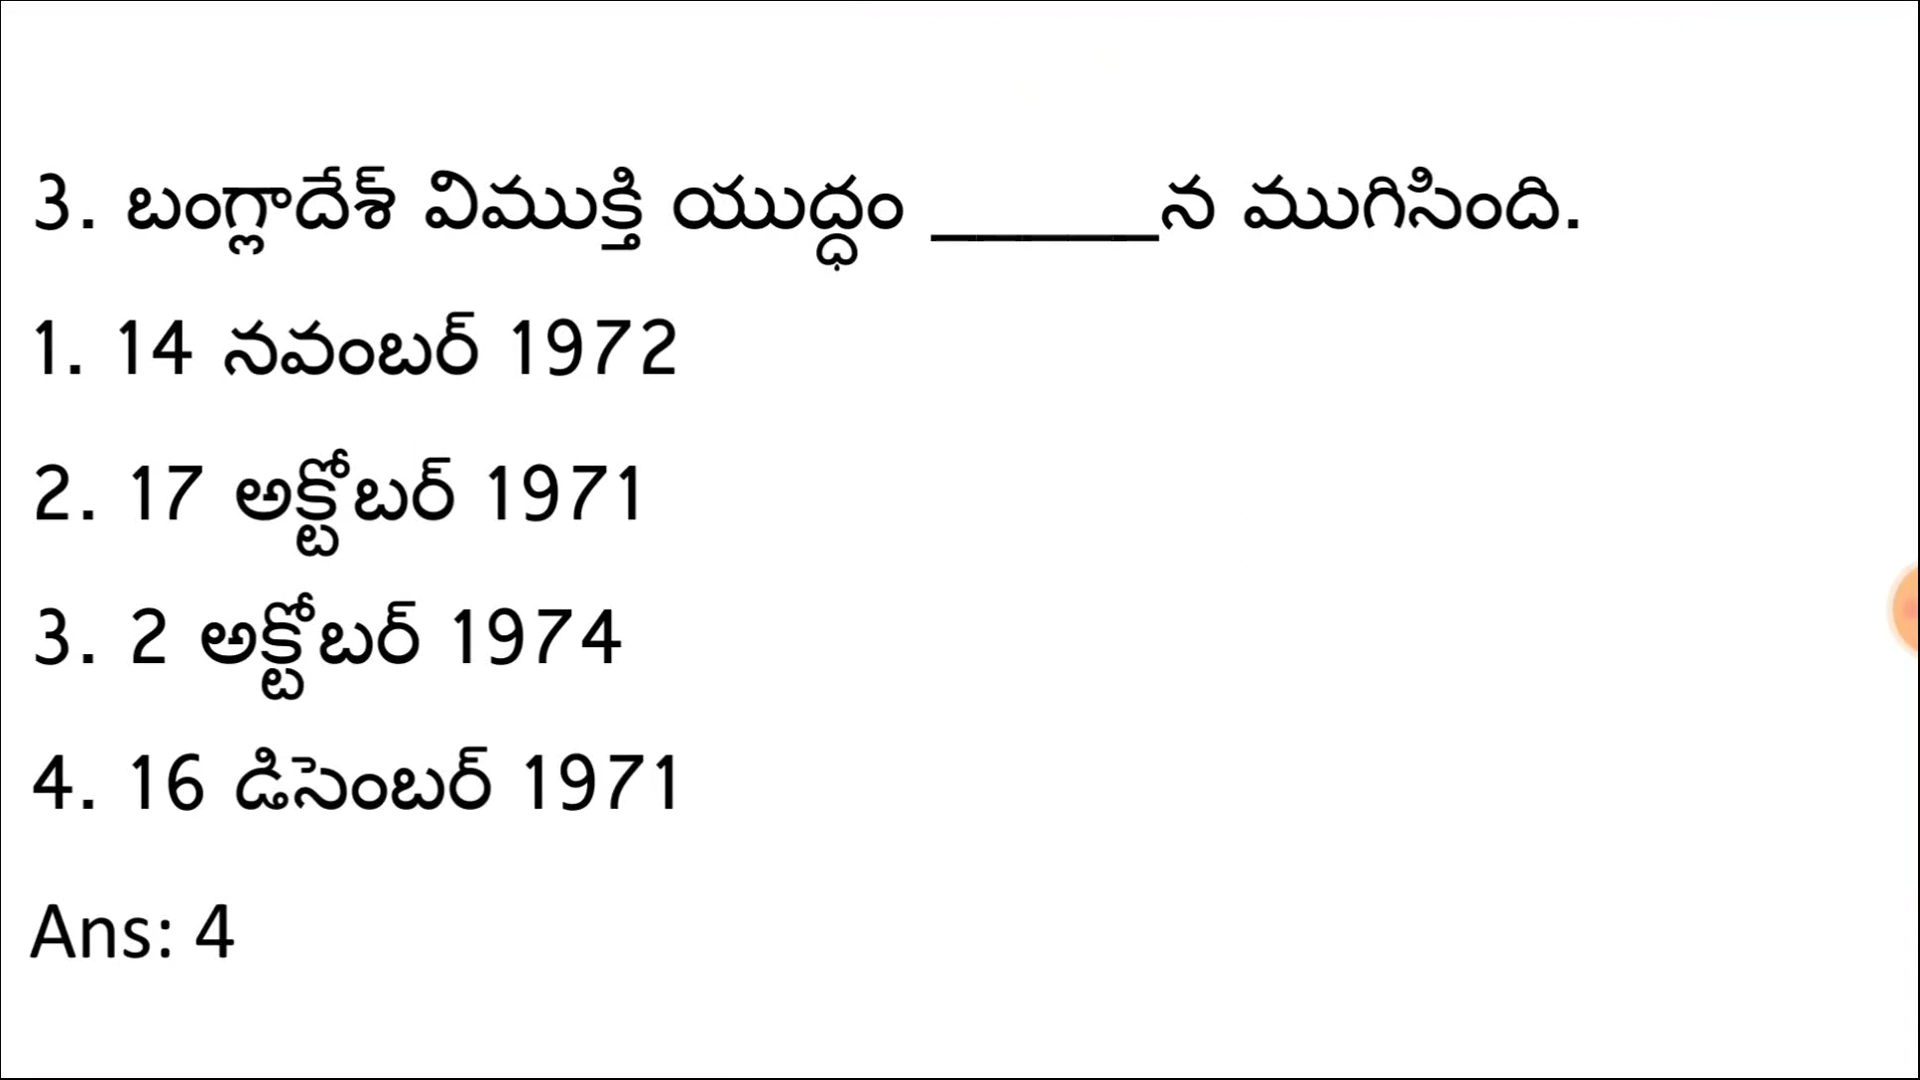 3. బంగ్లాదేశ్ విముక్తి యుద్ధం ______న ముగిసింది.
1. 14 నవంబర్ 1972
2. 17 అక్టోబర్ 1971
3. 2 అక్టోబర్ 1974
4. 16 డిసెంబర్ 1971
Ans: 4